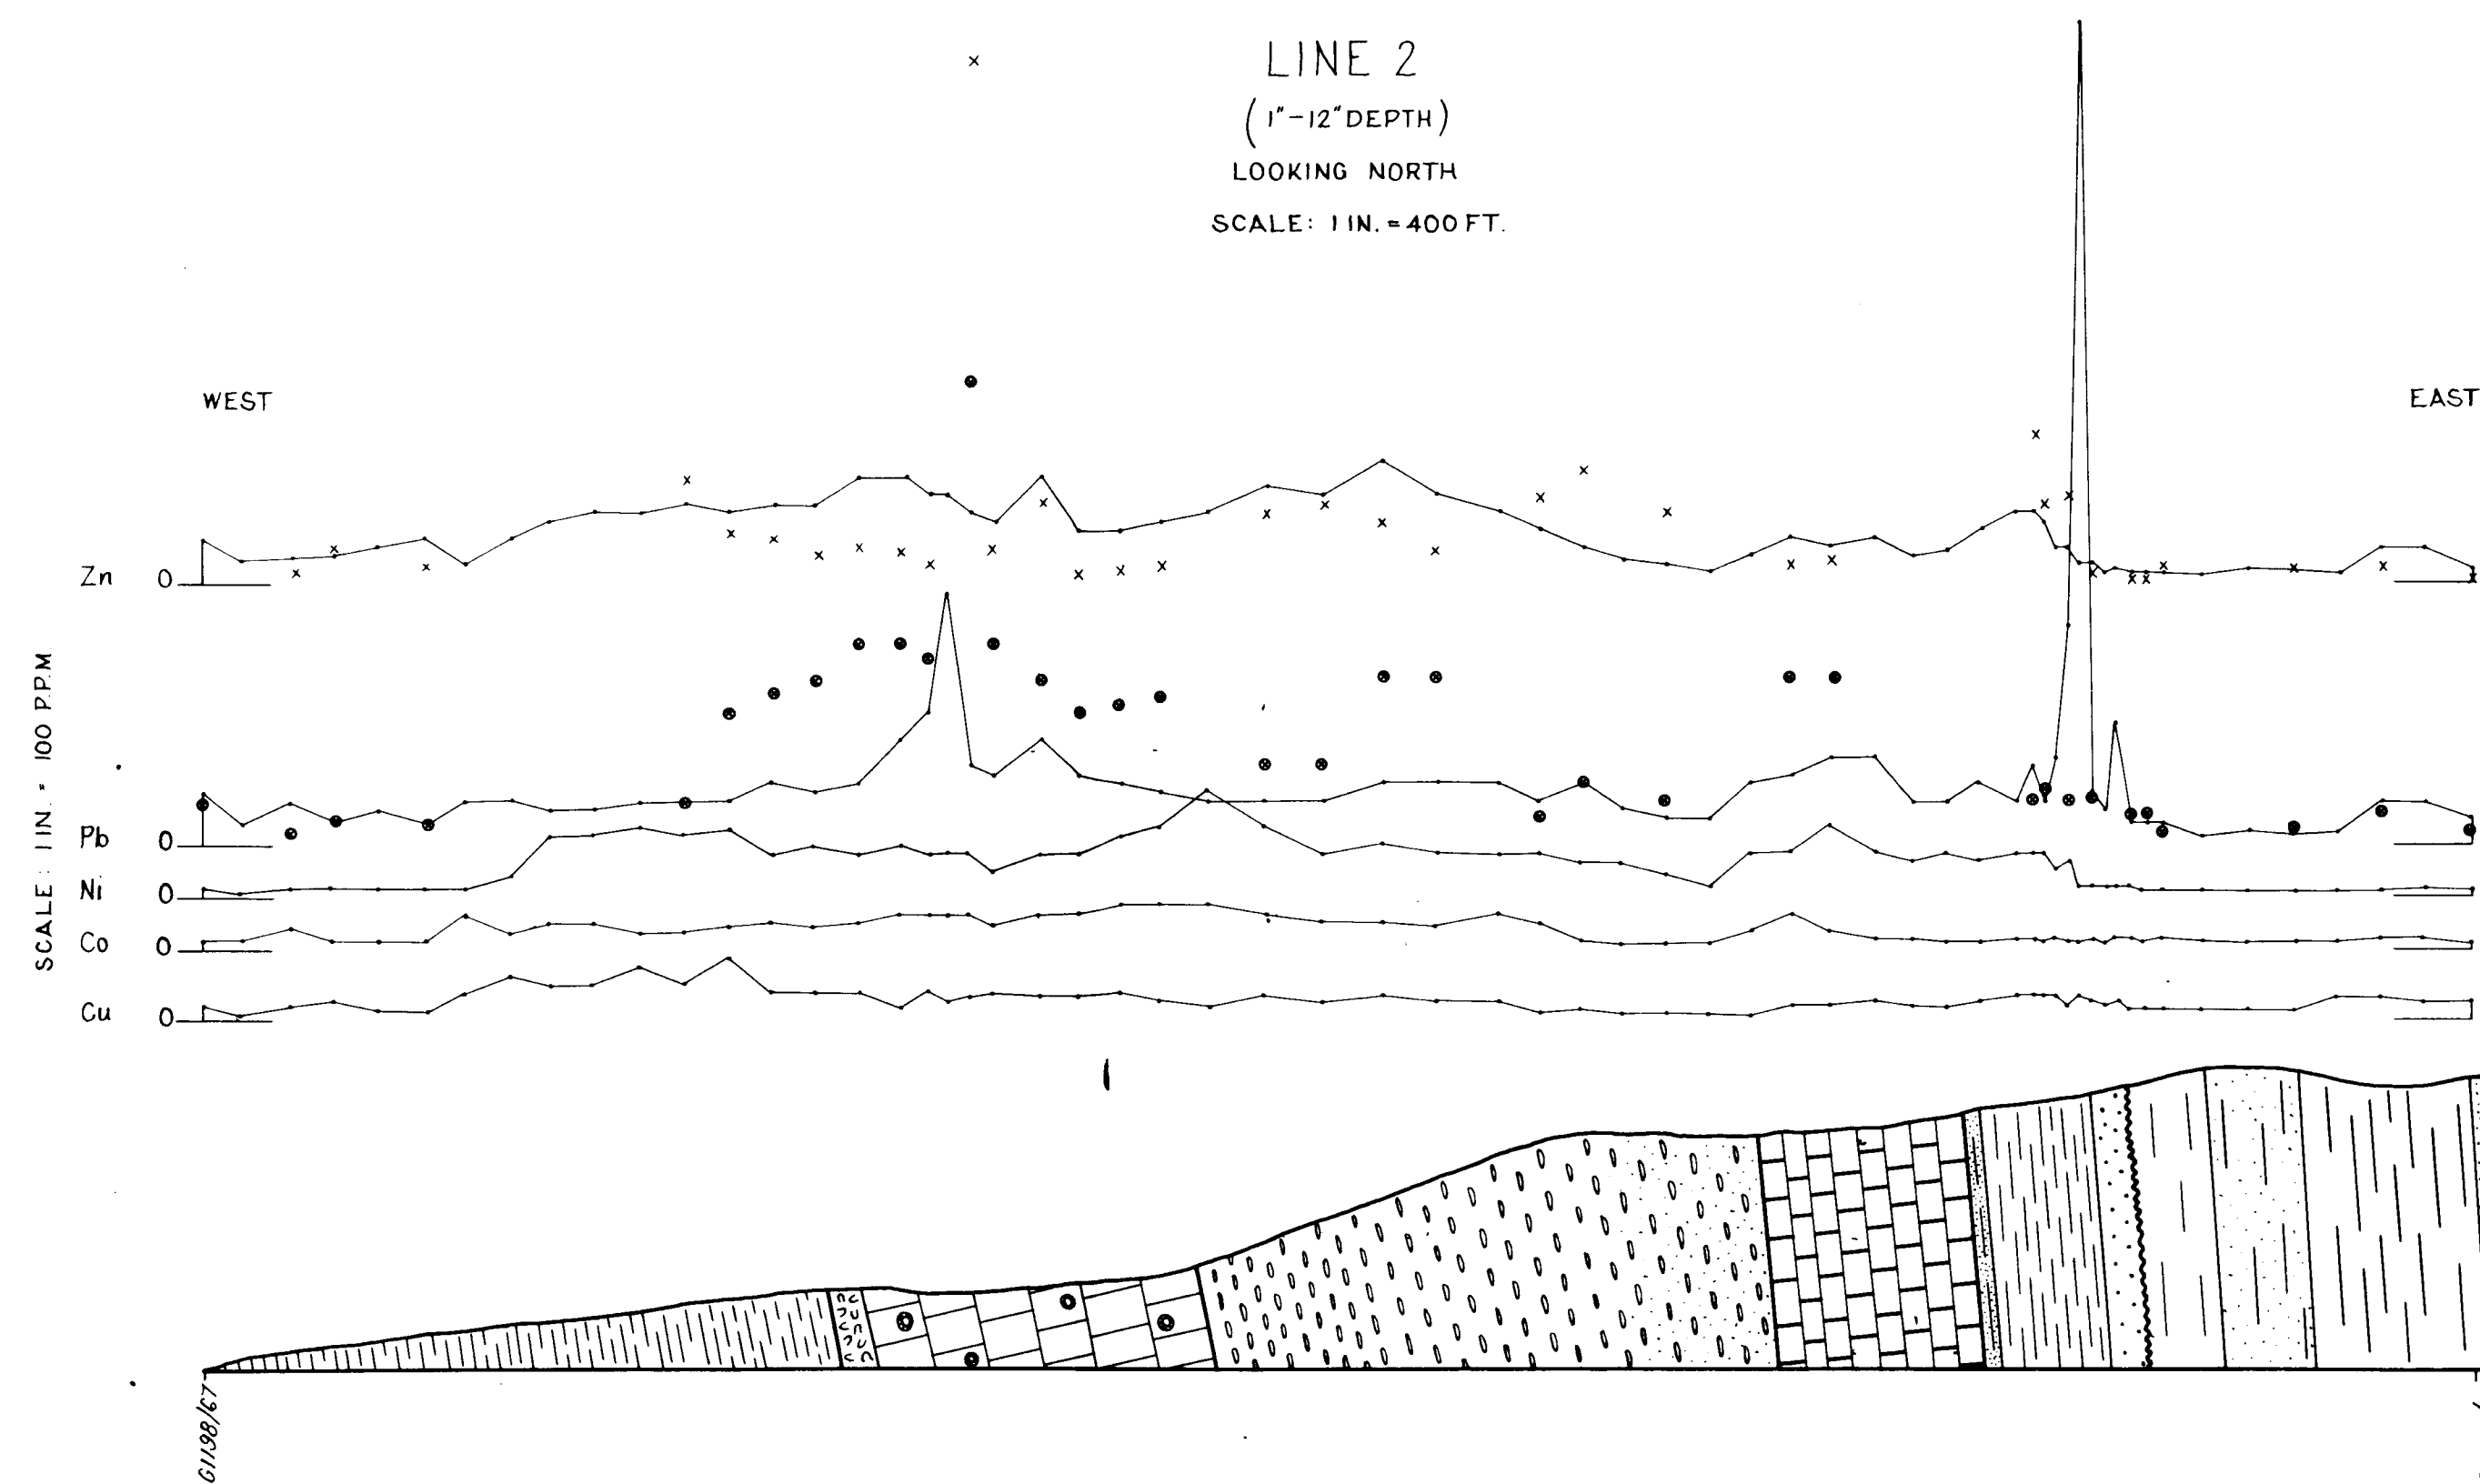 LINE 2
(1"-12" DEPTH)
LOOKING NORTH
SCALE: 1 IN. = 400 FT.
WEST
EAST
SCALE: 1 IN. = 100 P.P.M
Zn 0
Pb 0
Ni 0
Co 0
Cu 0
G1198/67